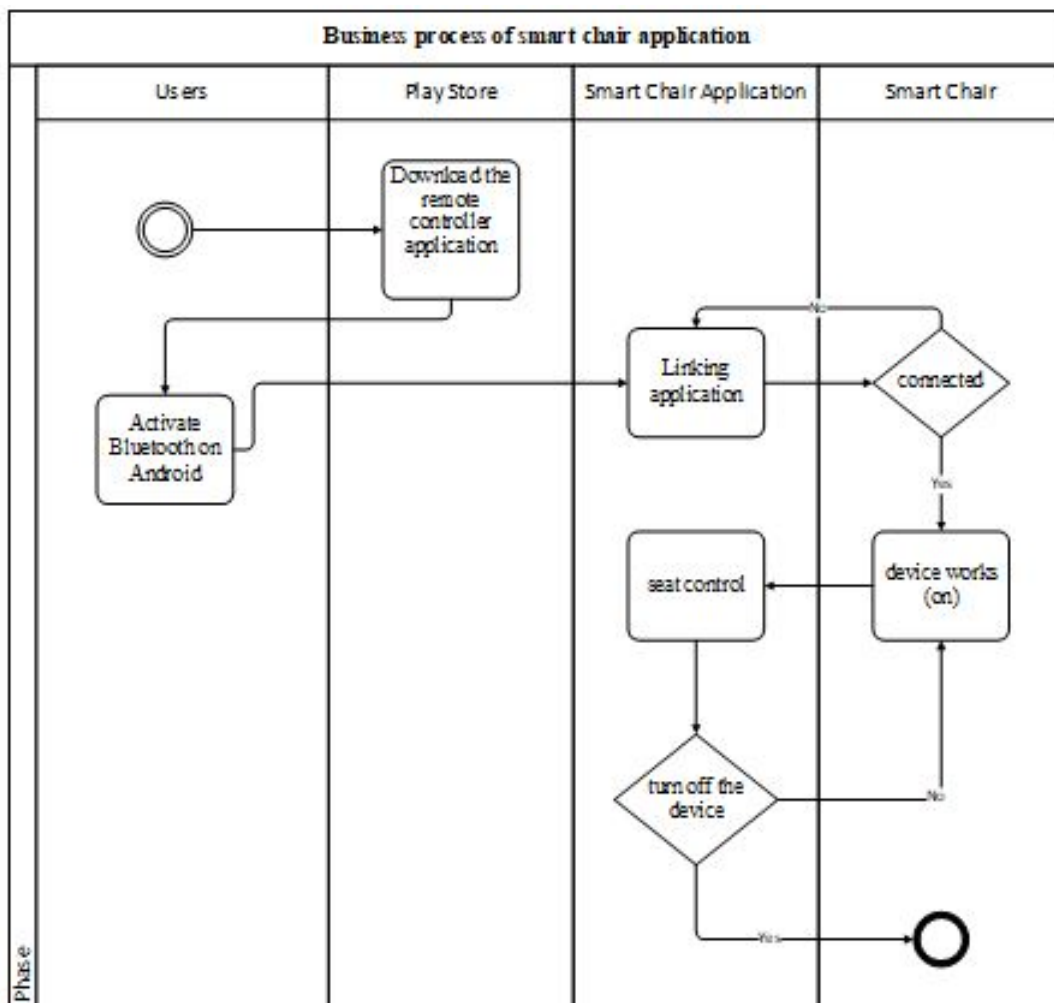 Business process of smart chair application
Users
Play Store
Smart Chair Application
Smart Chair
Download the
remote
controller
application
No
Linking
application
connected
Activate
Bluetooth on
Android
Yes
seat control
device works
(on)
turn off the
device
No
Yes
Phase